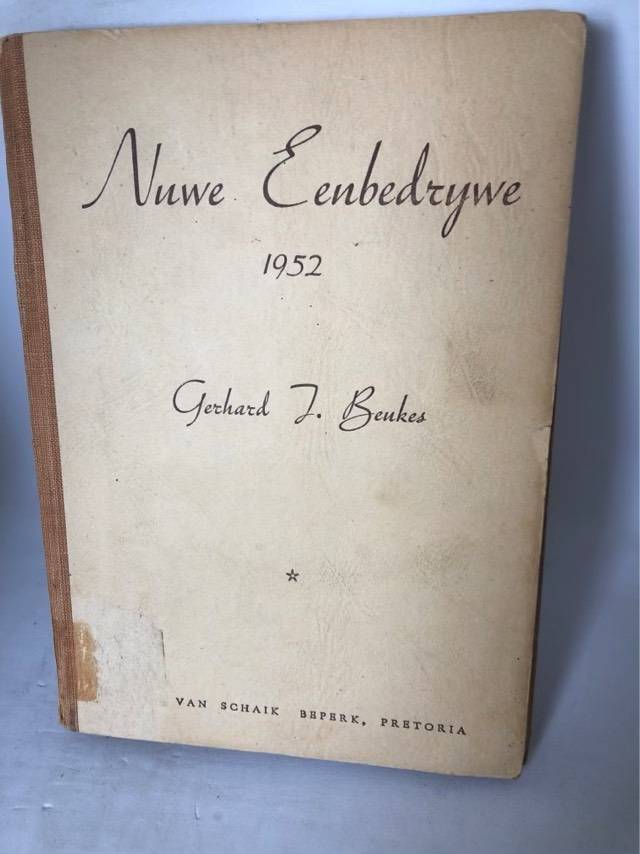 Nuwe Eenbedrywe
1952
Gerhard J. Beukes
VAN SCHAIK BEPERK, PRETORIA